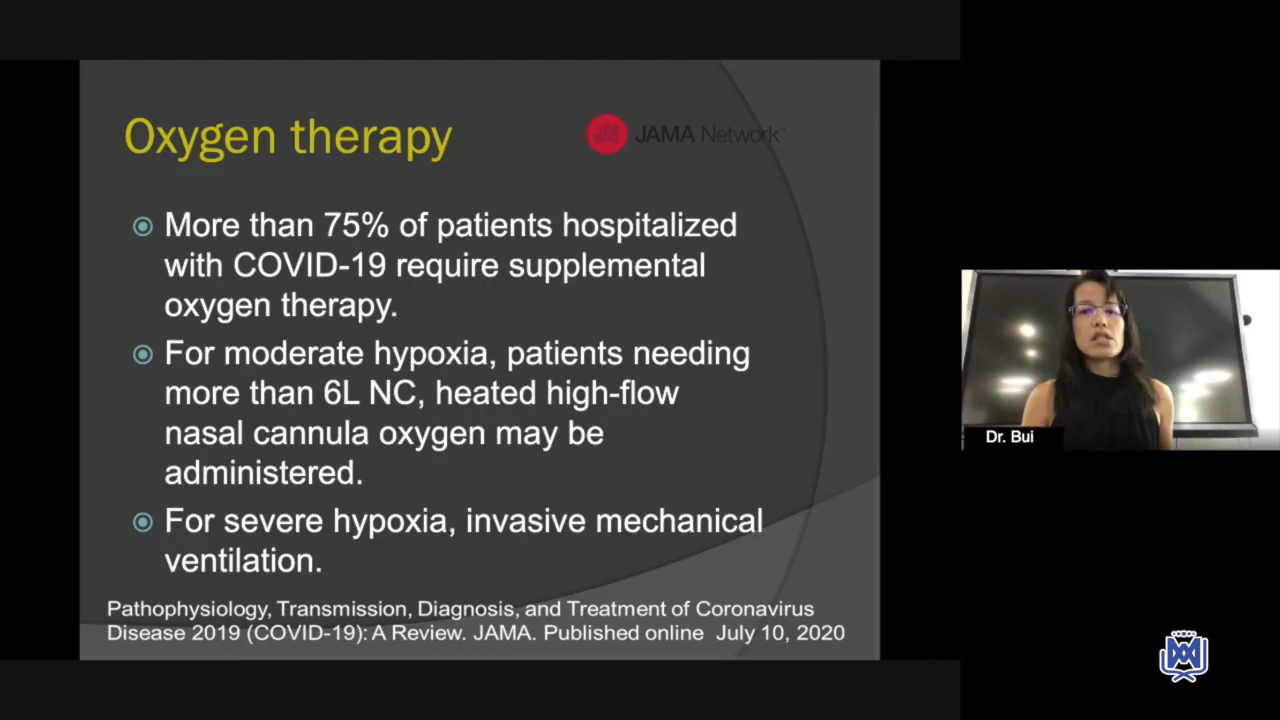 Oxygen therapy
JAMA Network
More than 75% of patients hospitalized
with COVID-19 require supplemental
oxygen therapy.
For moderate hypoxia, patients needing
more than 6L NC, heated high-flow
nasal cannula oxygen may be
administered.
For severe hypoxia, invasive mechanical
ventilation.
Pathophysiology, Transmission, Diagnosis, and Treatment of Coronavirus
Disease 2019 (COVID-19): A Review. JAMA. Published online July 10, 2020
Dr. Bui